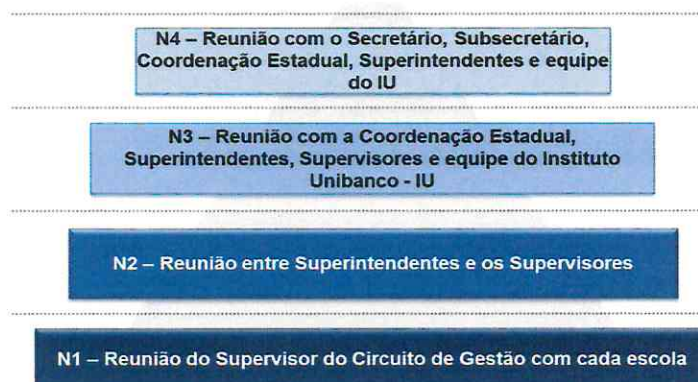 N4 – Reunião com o Secretário, Subsecretário,
Coordenação Estadual, Superintendentes e equipe
do IU
N3 – Reunião com a Coordenação Estadual,
Superintendentes, Supervisores e equipe do Instituto
Unibanco - IU
N2 – Reunião entre Superintendentes e os Supervisores
N1 – Reunião do Supervisor do Circuito de Gestão com cada escola